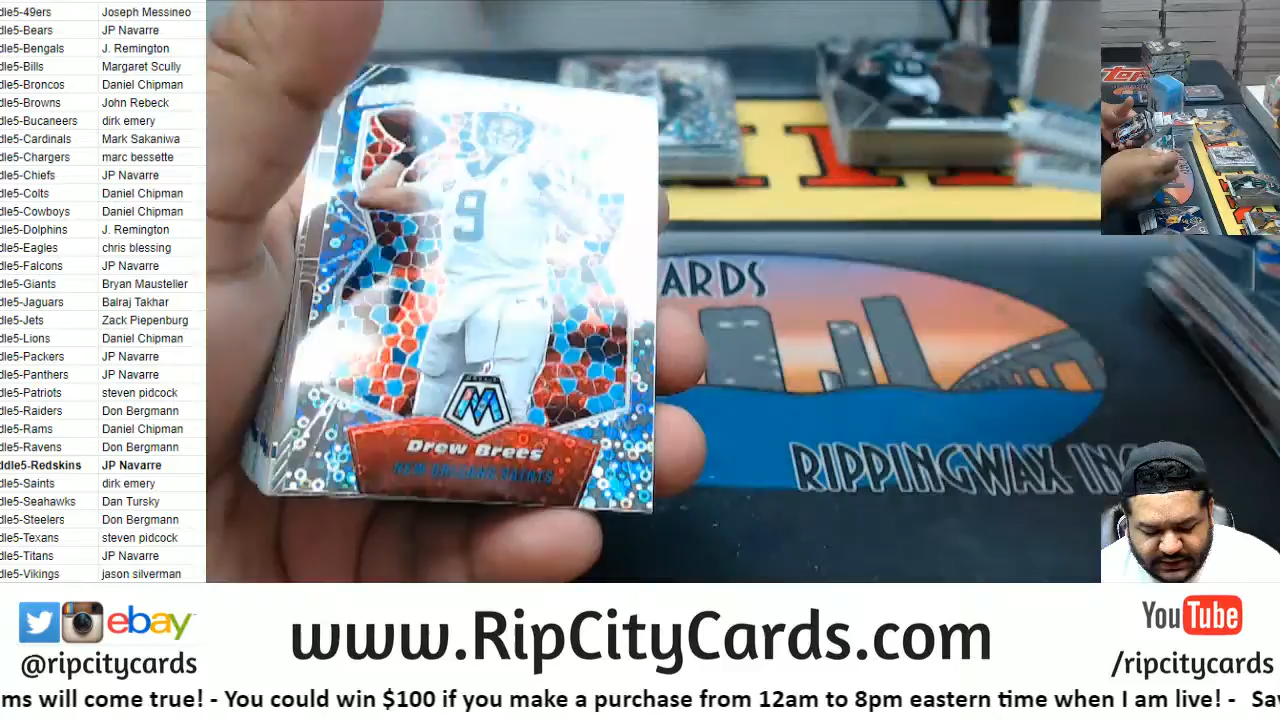 dle5-49ers Joseph Messineo
dle5-Bears JP Navarre
dle5-Bengals J. Remington
dle5-Bills Margaret Scully
dle5-Broncos Daniel Chipman
dle5-Browns John Rebeck
dle5-Bucaneers dirk emery
dle5-Cardinals Mark Sakaniwa
dle5-Chargers marc bessette
dle5-Chiefs JP Navarre
dle5-Colts Daniel Chipman
dle5-Cowboys Daniel Chipman
dle5-Dolphins J. Remington
dle5-Eagles chris blessing
dle5-Falcons JP Navarre
dle5-Giants Bryan Maustelier
dle5-Jaguars Balraj Takhar
dle5-Jets Zack Piepenburg
dle5-Lions Daniel Chipman
dle5-Packers JP Navarre
dle5-Panthers JP Navarre
dle5-Patriots steven pidcock
dle5-Raiders Don Bergmann
dle5-Rams Daniel Chipman
dle5-Ravens Don Bergmann
ddle5-Redskins JP Navarre
dle5-Saints dirk emery
dle5-Seahawks Dan Tursky
dle5-Steelers Don Bergmann
dle5-Texans steven pidcock
dle5-Titans JP Navarre
dle5-Vikings jason silverman
9
M
Drew Brees
NEW ORLEANS SAINTS
ARDS
RIPPINGWAX IN
ebay
@ripcitycards
www.RipCityCards.com
YouTube
/ripcitycards
ms will come true! - You could win $100 if you make a purchase from 12am to 8pm eastern time when I am live! - Sav